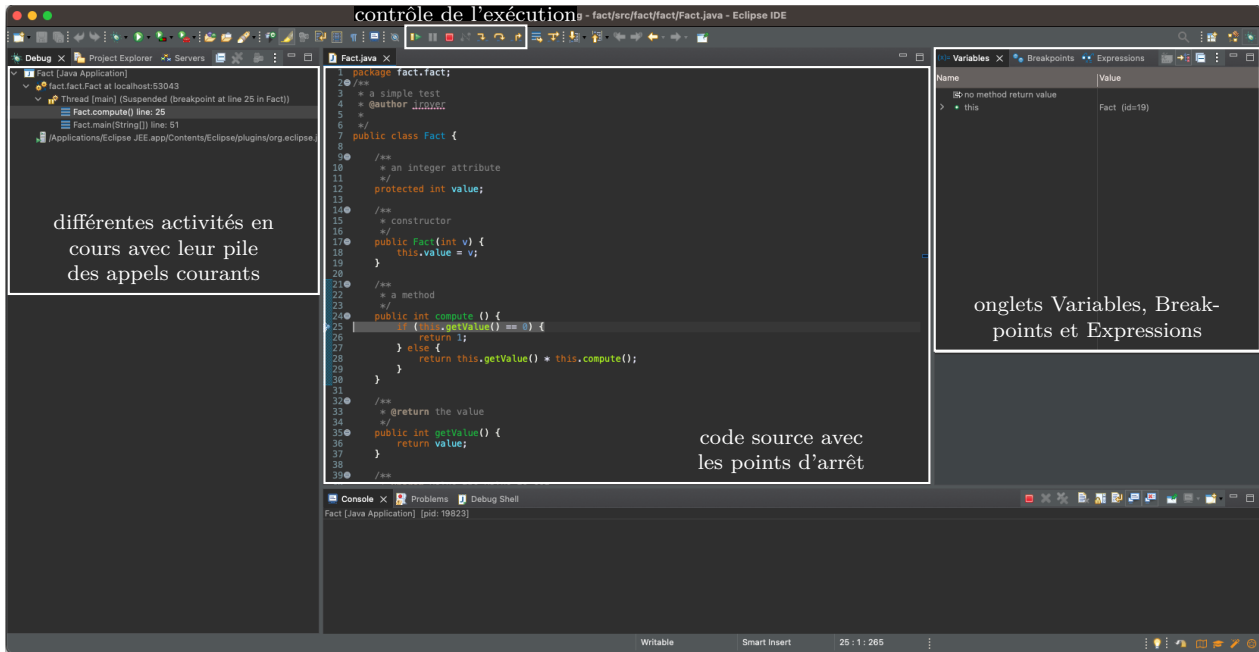 contrôle de l'exécution
g - fact/src/fact/fact/Fact.java - Eclipse IDE
Debug
Project Explorer
Servers
Fact [Java Application]
fact.fact.Fact at localhost:53043
Thread [main] (Suspended (breakpoint at line 25 in Fact))
Fact.compute() line: 25
Fact.main(String[]) line: 51
/Applications/Eclipse JEE.app/Contents/Eclipse/plugins/org.eclipse.j
différentes activités en
cours avec leur pile
des appels courants
Fact.java
1 package fact.fact;
2 /**
3 * a simple test
4 * @author jroyer
5 *
6 */
7 public class Fact {
8
9 /**
10 * an integer attribute
11 */
12 protected int value;
13
14 /**
15 * constructor
16 */
17 public Fact(int v) {
18 this.value = v;
19 }
20
21 /**
22 * a method
23 */
24 public int compute () {
25 if (this.getValue() == 0) {
26 return 1;
27 } else {
28 return this.getValue() * this.compute();
29 }
30 }
31
32 /**
33 * @return the value
34 */
35 public int getValue() {
36 return value;
37 }
38
39 /**
code source avec
les points d'arrêt
Variables
Breakpoints
Expressions
Name Value
no method return value
this Fact (id=19)
onglets Variables, Break-
points et Expressions
Console
Problems
Debug Shell
Fact [Java Application] [pid: 19823]
Writable
Smart Insert
25 : 1 : 265